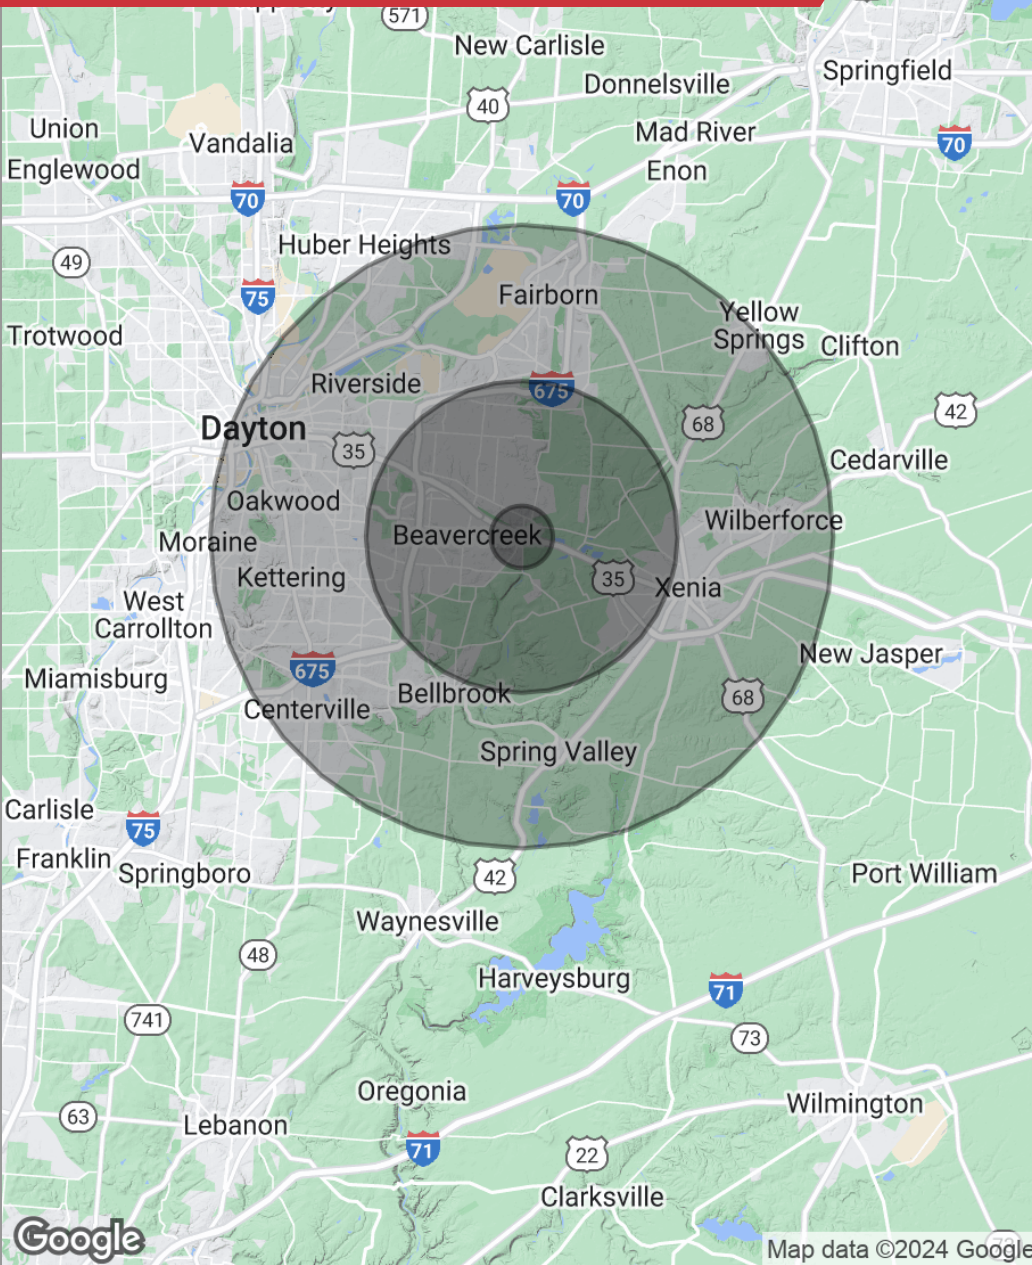 571
New Carlisle
Springfield
Donnelsville
40
Union
Mad River
Vandalia
70
Englewood
Enon
70
70
Huber Heights
49
75
Fairborn
Yellow
Springs
Trotwood
Clifton
Riverside
675
42
68
Dayton
35
Cedarville
Oakwood
Wilberforce
Beavercreek
Moraine
Kettering
35
Xenia
West
Carrollton
New Jasper
675
Miamisburg
Bellbrook
68
Centerville
Spring Valley
Carlisle
75
Franklin
Springboro
42
Port William
Waynesville
48
Harveysburg
71
741
73
Oregonia
Wilmington
63
Lebanon
71
22
Clarksville
Google
Map data ©2024 Google